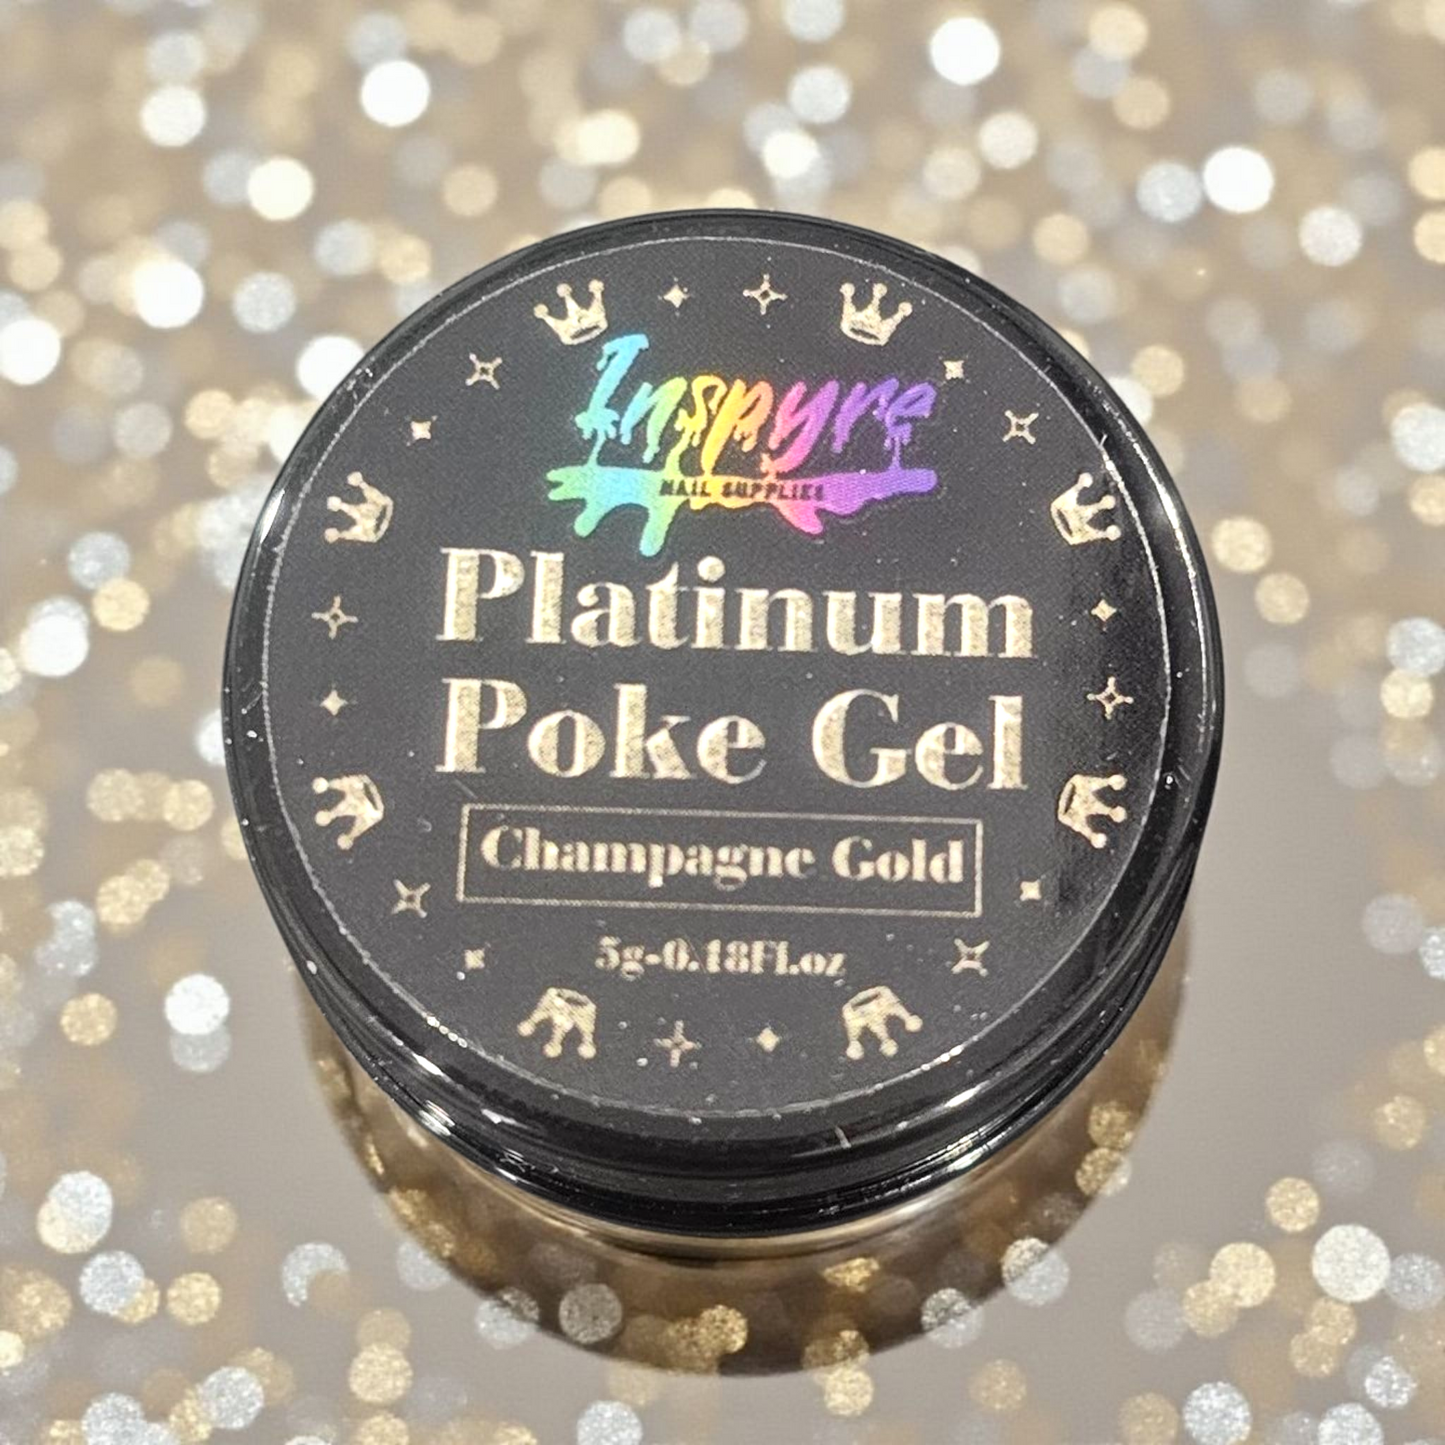 Inspyre
NAIL SUPPLIES
Platinum
Poke Gel
Champagne Gold
5g-0.18Fl.oz